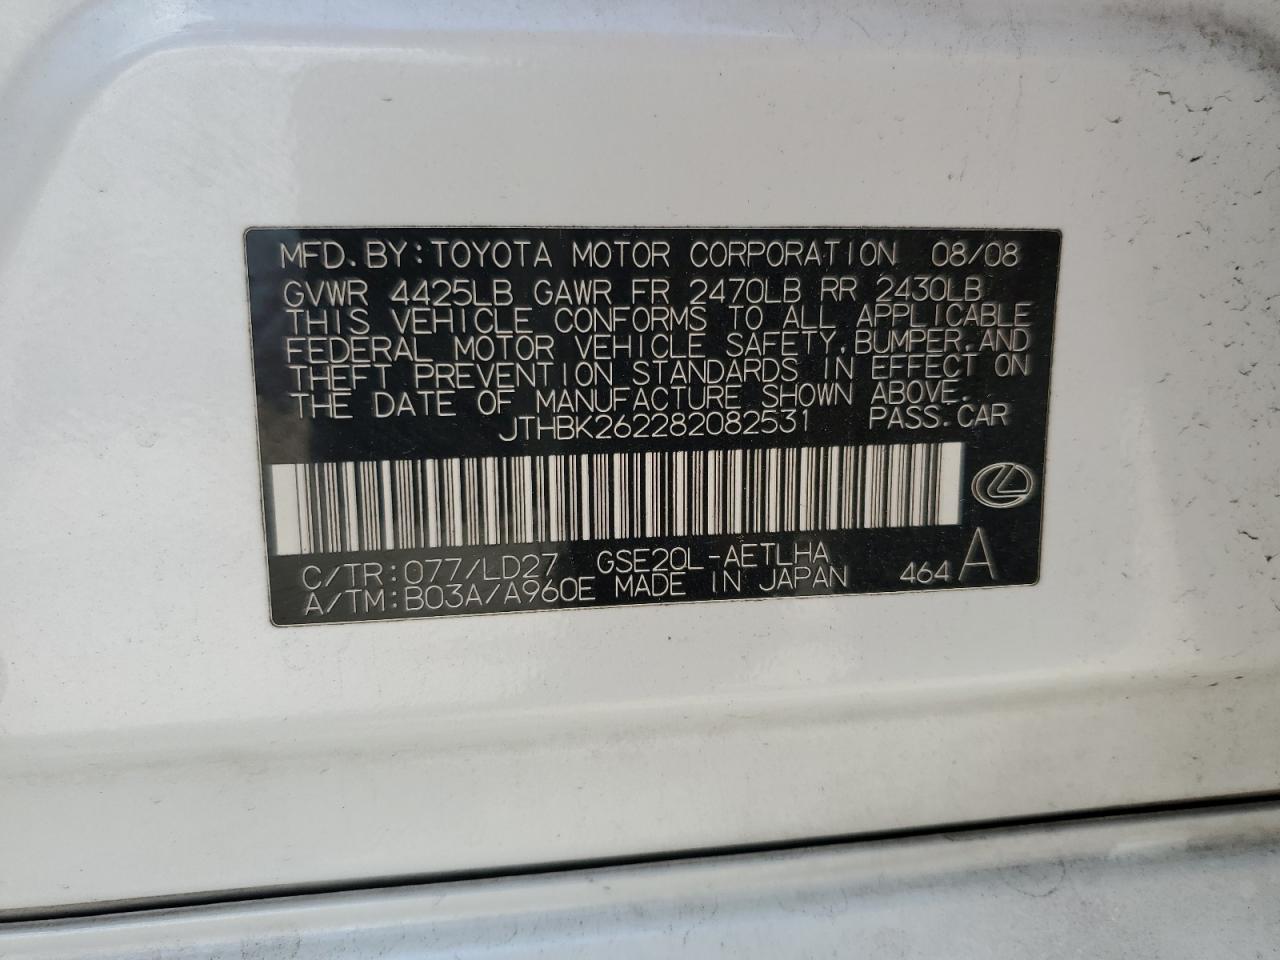 MFD. BY: TOYOTA MOTOR CORPORATION 08/08
GVWR 4425LB GAWR FR 2470LB RR 2430LB
THIS VEHICLE CONFORMS TO ALL APPLICABLE
FEDERAL MOTOR VEHICLE SAFETY, BUMPER, AND
THEFT PREVENTION STANDARDS IN EFFECT ON
THE DATE OF MANUFACTURE SHOWN ABOVE.
JTHBK262282082531 PASS. CAR
C/TR: 077/LD27 GSE20L-AETLHA
A/TM: B03A/A960E MADE IN JAPAN 464 A